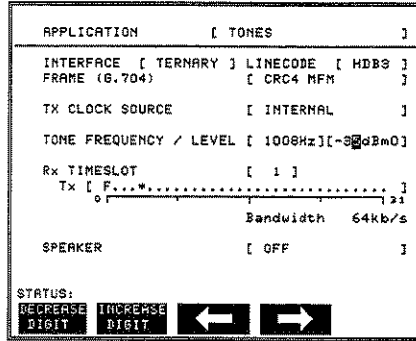 APPLICATION [ TONES ]
INTERFACE [ TERNARY ] LINECODE [ HDB3 ]
FRAME (G.704) [ CRC4 MFM ]
TX CLOCK SOURCE [ INTERNAL ]
TONE FREQUENCY / LEVEL [ 1008Hz][-35dBm0]
Rx TIMESLOT [ 1 ]
Tx [ F...*........................... ]
0 31
Bandwidth 64kb/s
SPEAKER [ OFF ]
STATUS:
DECREASE DIGIT INCREASE DIGIT